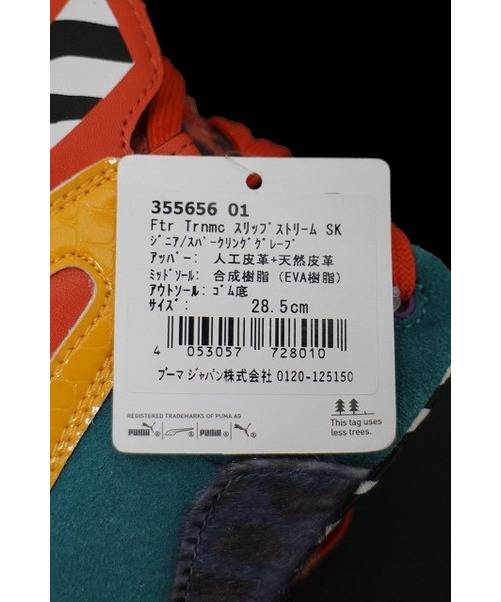 355656 01
Ftr Trnmc スリップストリーム SK
ジニア/スパークリンググレープ
アッパー: 人工皮革+天然皮革
ミッドソール: 合成樹脂 (EVA樹脂)
アウトソール: ゴム底
サイズ: 28.5cm
4 053057 728010
プーマ ジャパン株式会社 0120-125150
REGISTERED TRADEMARKS OF PUMA AG
PUMA® ® PUMA® ®
This tag uses
less trees.